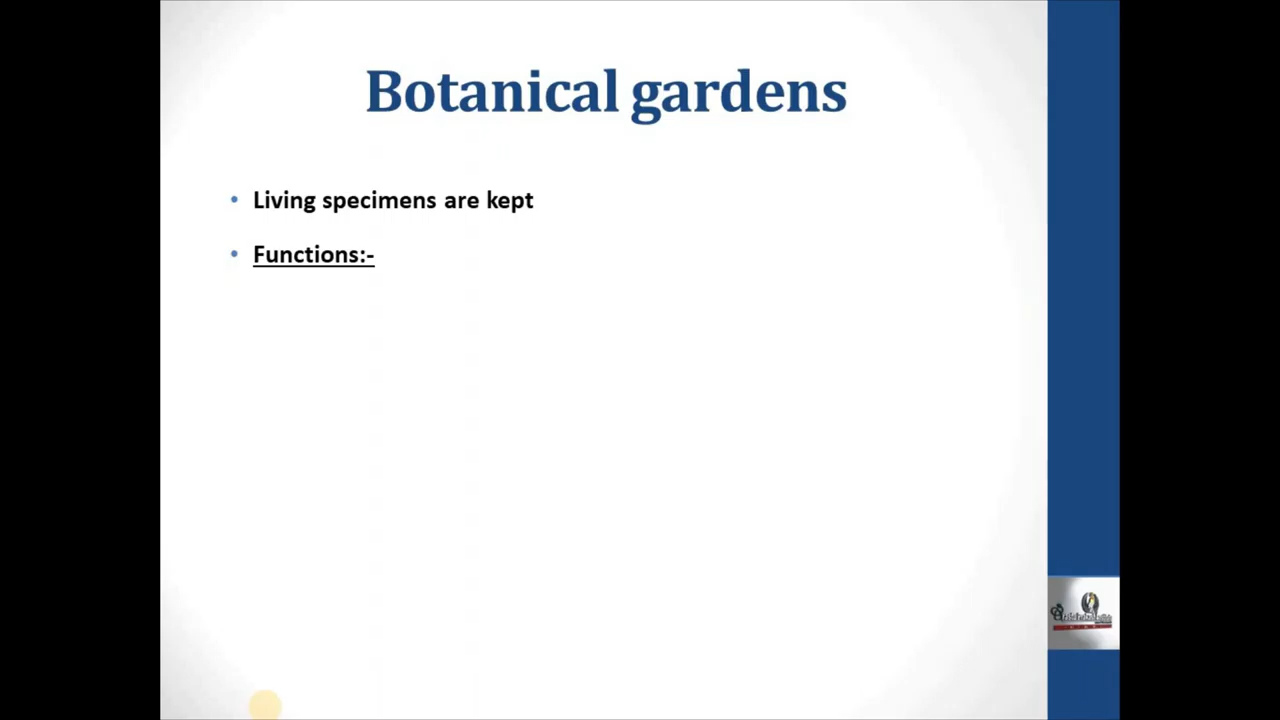 Botanical gardens
• Living specimens are kept
• Functions:-